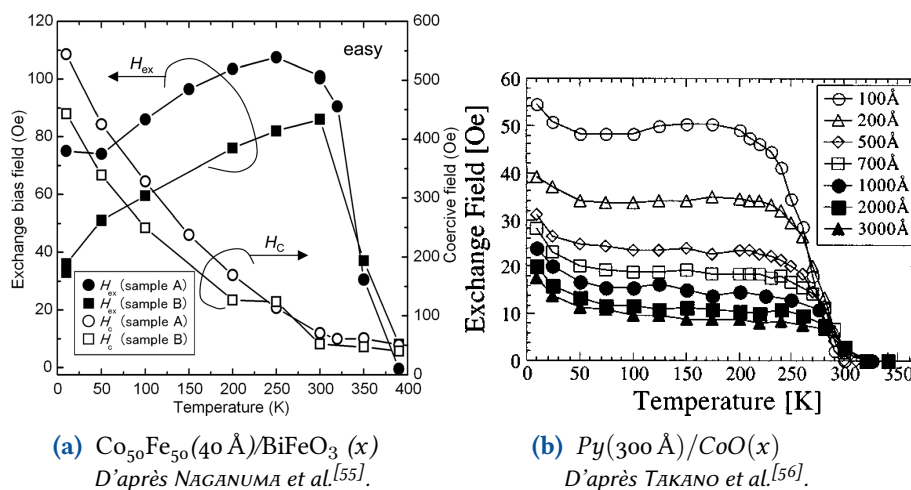 120
100
80
60
40
20
0
Exchange bias field (Oe)
600
500
400
300
200
100
0
Coercive field (Oe)
easy
H_ex
H_C
H_ex (sample A)
H_ex (sample B)
H_c (sample A)
H_c (sample B)
0 50 100 150 200 250 300 350 400
Temperature (K)
60
50
40
30
20
10
0
Exchange Field [Oe]
100Å
200Å
500Å
700Å
1000Å
2000Å
3000Å
0 50 100 150 200 250 300 350
Temperature [K]
(a) Co₅₀Fe₅₀(40 Å)/BiFeO₃ (x)
D'après NAGANUMA et al.[55].
(b) Py(300 Å)/CoO(x)
D'après TAKANO et al.[56].